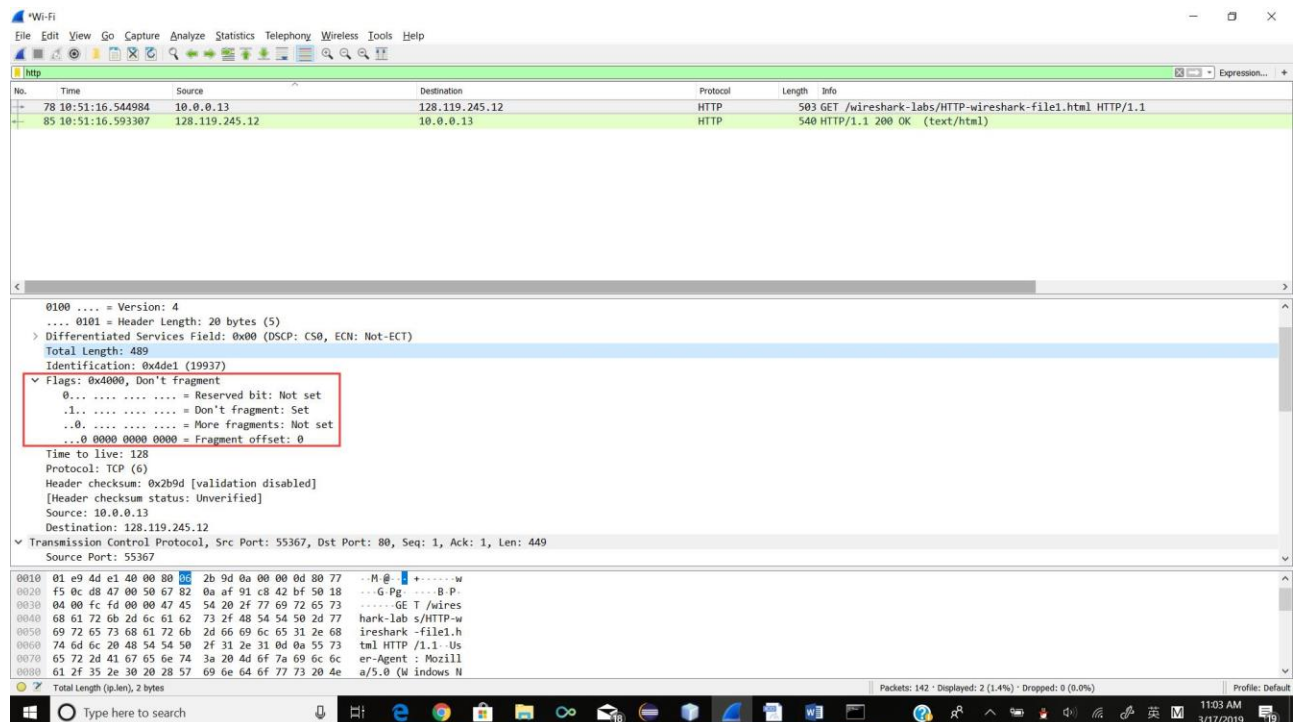 *Wi-Fi
File Edit View Go Capture Analyze Statistics Telephony Wireless Tools Help
http Expression... +
No. Time Source Destination Protocol Length Info
78 10:51:16.544984 10.0.0.13 128.119.245.12 HTTP 503 GET /wireshark-labs/HTTP-wireshark-file1.html HTTP/1.1
85 10:51:16.593307 128.119.245.12 10.0.0.13 HTTP 540 HTTP/1.1 200 OK (text/html)
0100 .... = Version: 4
.... 0101 = Header Length: 20 bytes (5)
> Differentiated Services Field: 0x00 (DSCP: CS0, ECN: Not-ECT)
Total Length: 489
Identification: 0x4de1 (19937)
Flags: 0x4000, Don't fragment
0... .... .... .... = Reserved bit: Not set
.1.. .... .... .... = Don't fragment: Set
..0. .... .... .... = More fragments: Not set
...0 0000 0000 0000 = Fragment offset: 0
Time to live: 128
Protocol: TCP (6)
Header checksum: 0x2b9d [validation disabled]
[Header checksum status: Unverified]
Source: 10.0.0.13
Destination: 128.119.245.12
Transmission Control Protocol, Src Port: 55367, Dst Port: 80, Seq: 1, Ack: 1, Len: 449
Source Port: 55367
0010 01 e9 4d e1 40 00 80 06 2b 9d 0a 00 00 0d 80 77 ··M·@··· +······w
0020 f5 0c d8 47 00 50 67 82 0a af 91 c8 42 bf 50 18 ···G·Pg· ····B·P·
0030 04 00 fc fd 00 00 47 45 54 20 2f 77 69 72 65 73 ······GE T /wires
0040 68 61 72 6b 2d 6c 61 62 73 2f 48 54 54 50 2d 77 hark-lab s/HTTP-w
0050 69 72 65 73 68 61 72 6b 2d 66 69 6c 65 31 2e 68 ireshark -file1.h
0060 74 6d 6c 20 48 54 54 50 2f 31 2e 31 0d 0a 55 73 tml HTTP /1.1··Us
0070 65 72 2d 41 67 65 6e 74 3a 20 4d 6f 7a 69 6c 6c er-Agent : Mozill
0080 61 2f 35 2e 30 20 28 57 69 6e 64 6f 77 73 20 4e a/5.0 (W indows N
Total Length (ip.len), 2 bytes Packets: 142 · Displayed: 2 (1.4%) · Dropped: 0 (0.0%) Profile: Default
Type here to search 18 英 M 11:03 AM
3/17/2019 19